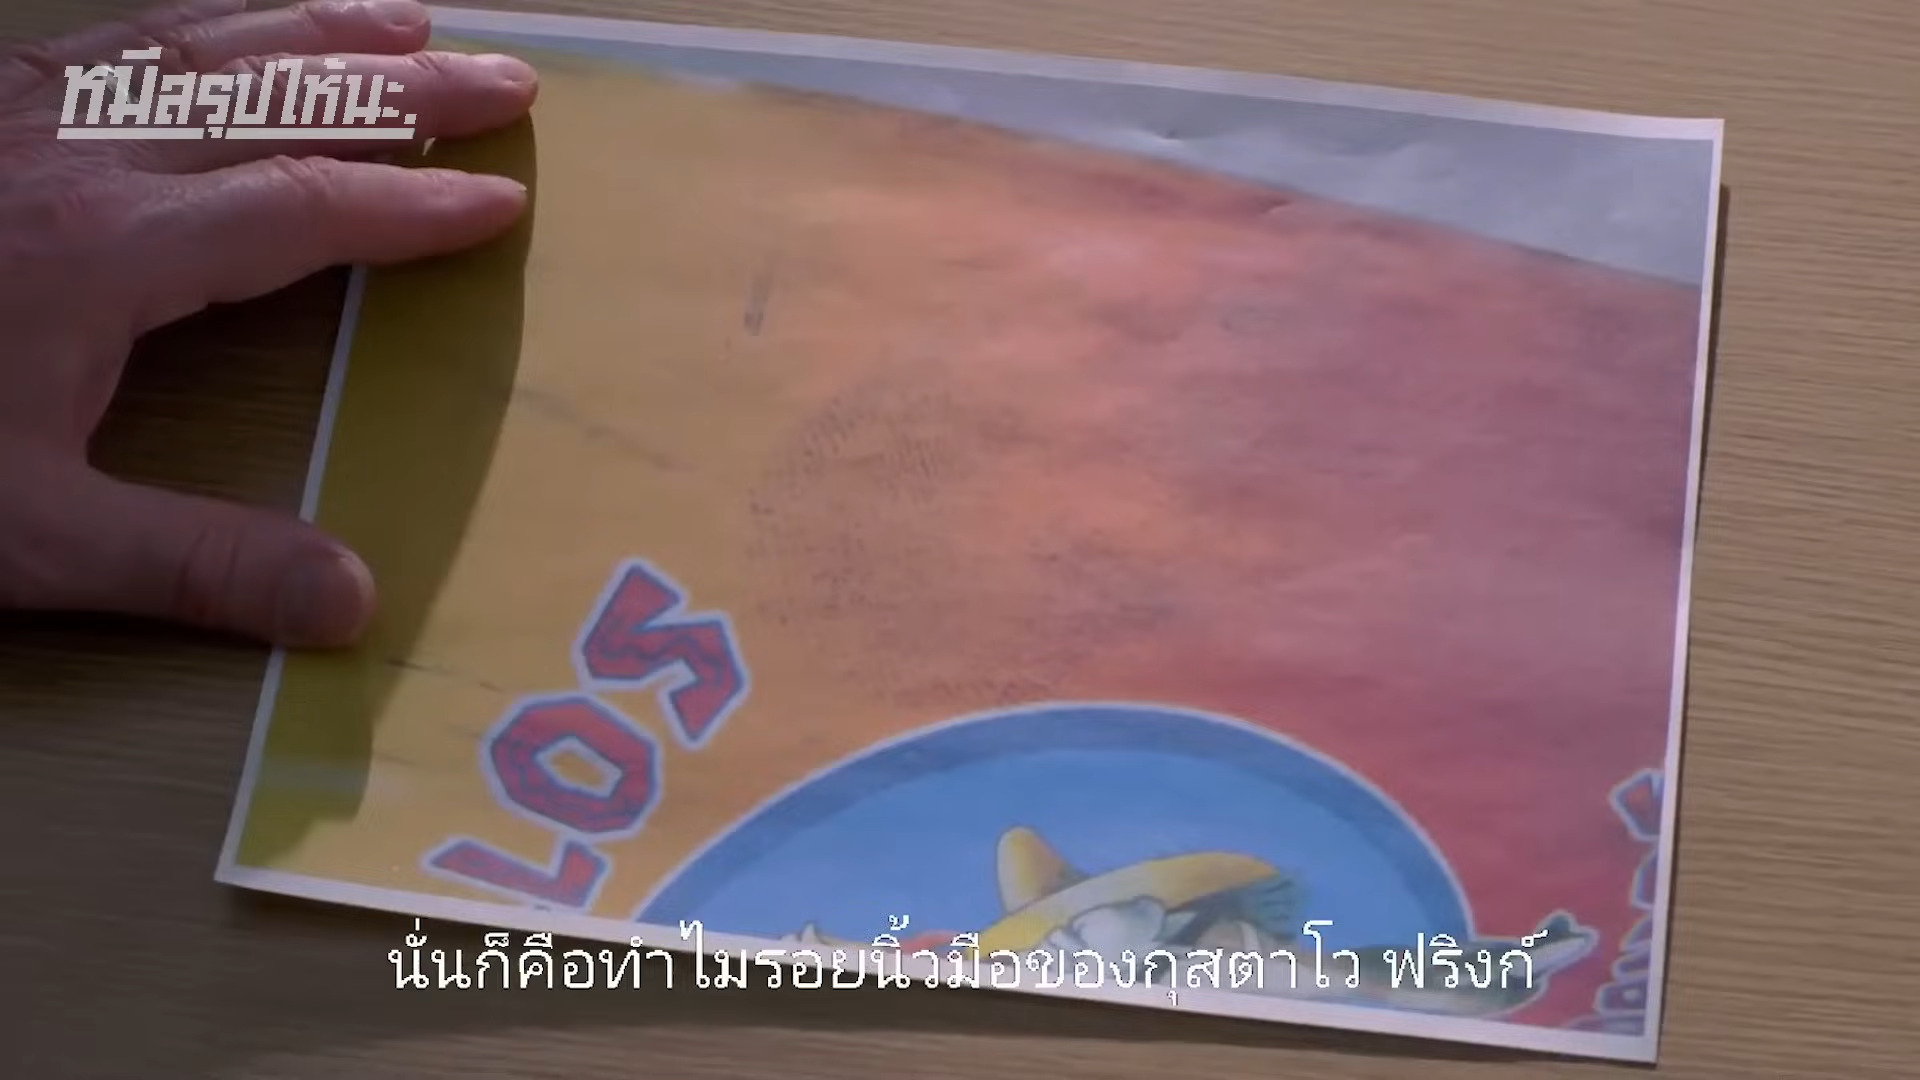 หมีสรุปให้นะ.
LOS
นั่นก็คือทำไมรอยนิ้วมือของกุสตาโว ฟริงก์